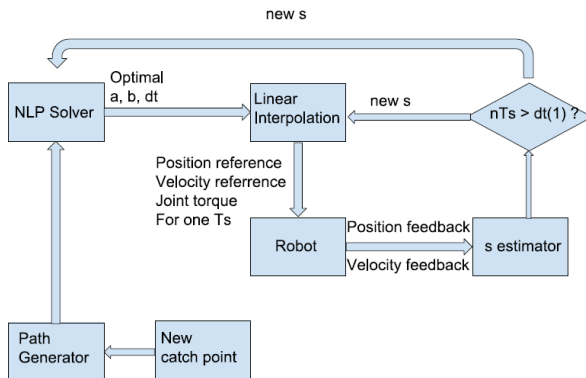 new s
Optimal
a, b, dt
NLP Solver
Linear
Interpolation
new s
nTs > dt(1) ?
Position reference
Velocity referrence
Joint torque
For one Ts
Robot
Position feedback
Velocity feedback
s estimator
Path
Generator
New
catch point